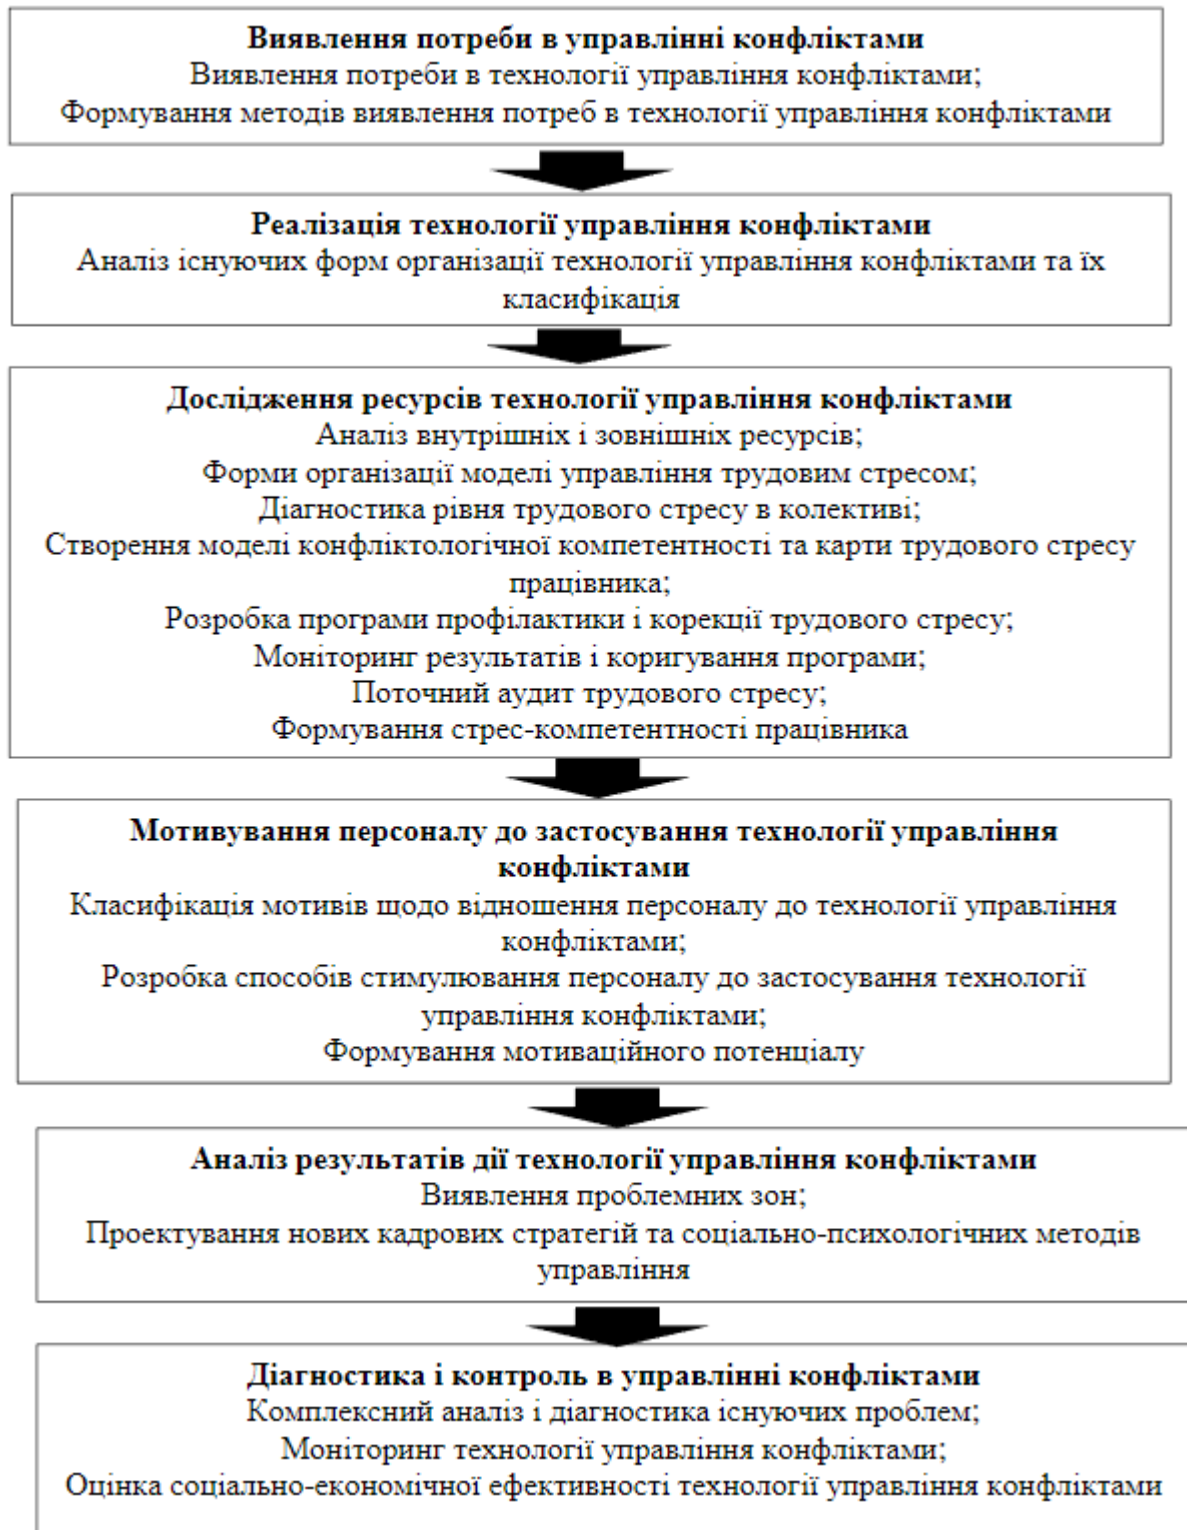 Виявлення потреби в управлінні конфліктами
Виявлення потреби в технології управління конфліктами;
Формування методів виявлення потреб в технології управління конфліктами
Реалізація технології управління конфліктами
Аналіз існуючих форм організації технології управління конфліктами та їх
класифікація
Дослідження ресурсів технології управління конфліктами
Аналіз внутрішніх і зовнішніх ресурсів;
Форми організації моделі управління трудовим стресом;
Діагностика рівня трудового стресу в колективі;
Створення моделі конфліктологічної компетентності та карти трудового стресу
працівника;
Розробка програми профілактики і корекції трудового стресу;
Моніторинг результатів і коригування програми;
Поточний аудит трудового стресу;
Формування стрес-компетентності працівника
Мотивування персоналу до застосування технології управління
конфліктами
Класифікація мотивів щодо відношення персоналу до технології управління
конфліктами;
Розробка способів стимулювання персоналу до застосування технології
управління конфліктами;
Формування мотиваційного потенціалу
Аналіз результатів дії технології управління конфліктами
Виявлення проблемних зон;
Проектування нових кадрових стратегій та соціально-психологічних методів
управління
Діагностика і контроль в управлінні конфліктами
Комплексний аналіз і діагностика існуючих проблем;
Моніторинг технології управління конфліктами;
Оцінка соціально-економічної ефективності технології управління конфліктами